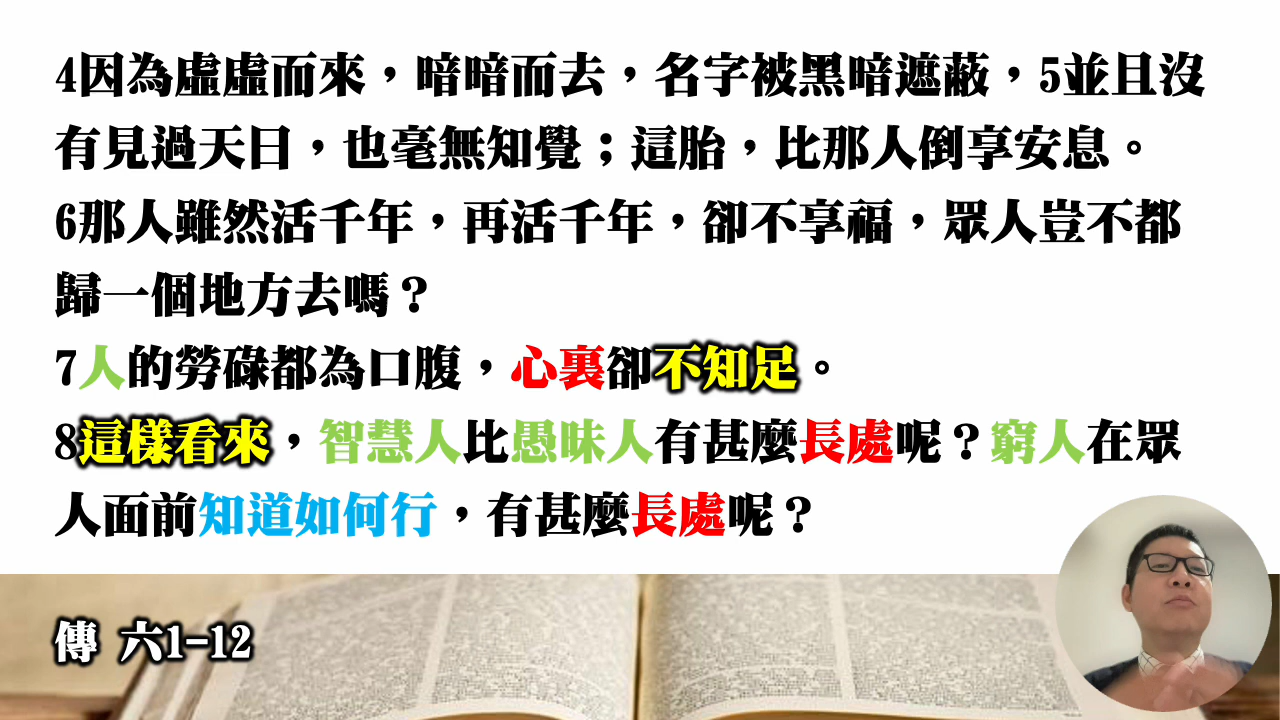 4因為虛虛而來，暗暗而去，名字被黑暗遮蔽，5並且沒
有見過天日，也毫無知覺；這胎，比那人倒享安息。
6那人雖然活千年，再活千年，卻不享福，眾人豈不都
歸一個地方去嗎？
7人的勞碌都為口腹，心裏卻不知足。
8這樣看來，智慧人比愚昧人有甚麼長處呢？窮人在眾
人面前知道如何行，有甚麼長處呢？
傳 六1-12